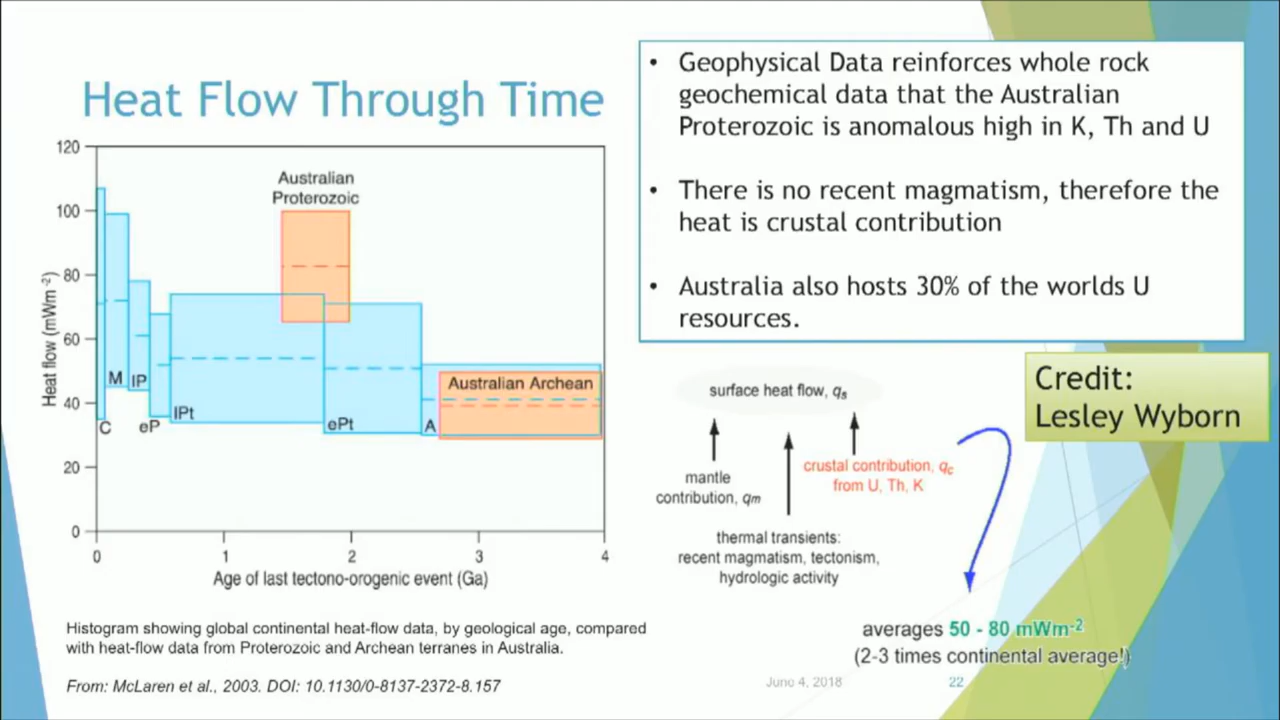 Heat Flow Through Time
120
100
80
60
40
20
0
Heat flow (mWm-2)
Australian
Proterozoic
M
lP
C
eP
lPt
ePt
A
Australian Archean
0
1
2
3
4
Age of last tectono-orogenic event (Ga)
Histogram showing global continental heat-flow data, by geological age, compared
with heat-flow data from Proterozoic and Archean terranes in Australia.
From: McLaren et al., 2003. DOI: 10.1130/0-8137-2372-8.157
• Geophysical Data reinforces whole rock
geochemical data that the Australian
Proterozoic is anomalous high in K, Th and U
• There is no recent magmatism, therefore the
heat is crustal contribution
• Australia also hosts 30% of the worlds U
resources.
Credit:
Lesley Wyborn
surface heat flow, qs
mantle
contribution, qm
crustal contribution, qc
from U, Th, K
thermal transients:
recent magmatism, tectonism,
hydrologic activity
averages 50 - 80 mWm-2
(2-3 times continental average!)
June 4, 2018
22